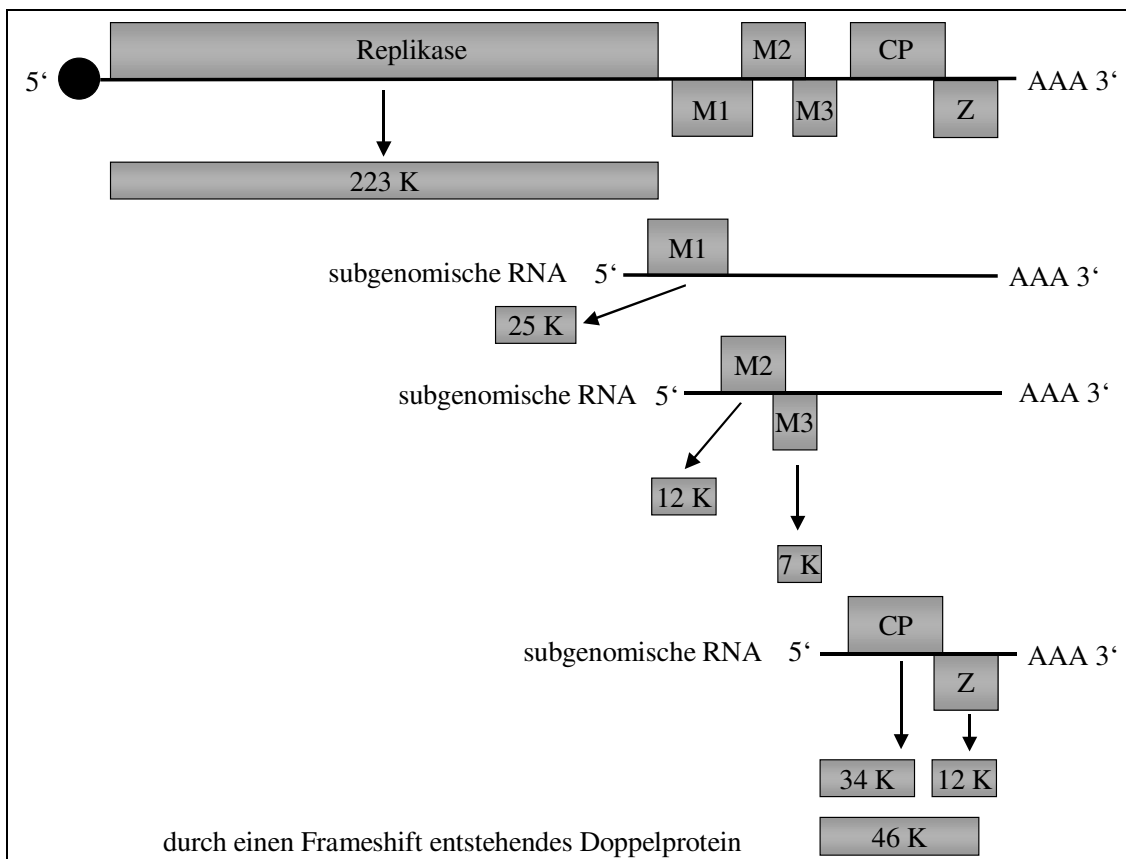 Replikase M2 CP
5‘ AAA 3‘
M1 M3 Z
223 K
M1
subgenomische RNA 5‘ AAA 3‘
25 K
M2
subgenomische RNA 5‘ AAA 3‘
M3
12 K
7 K
CP
subgenomische RNA 5‘ AAA 3‘
Z
34 K 12 K
durch einen Frameshift entstehendes Doppelprotein 46 K